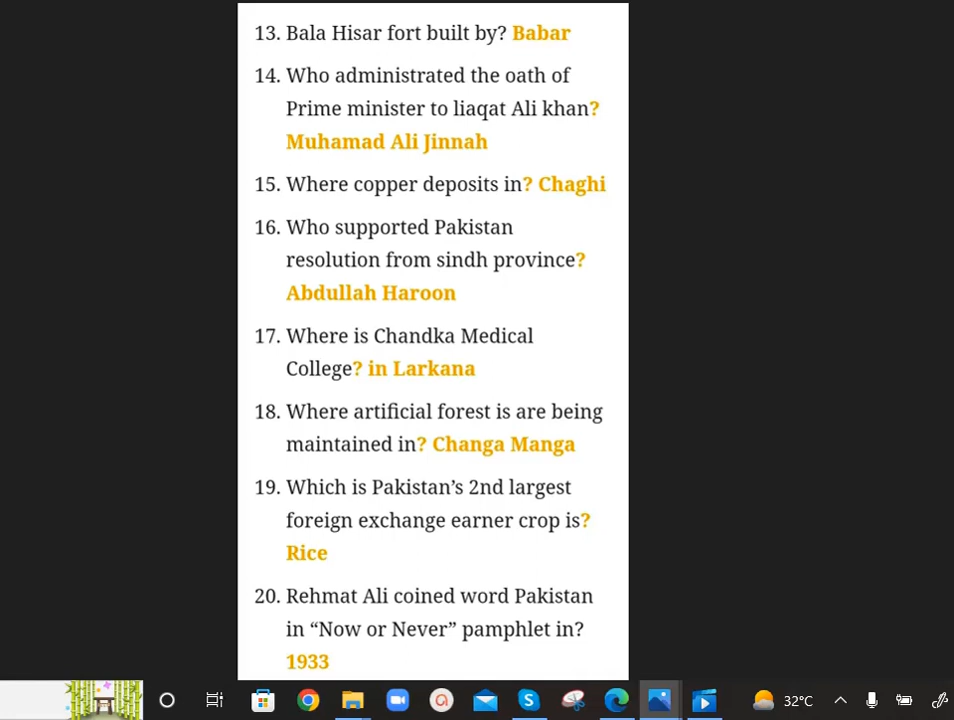 13. Bala Hisar fort built by? Babar
14. Who administrated the oath of
Prime minister to liaqat Ali khan?
Muhamad Ali Jinnah
15. Where copper deposits in? Chaghi
16. Who supported Pakistan
resolution from sindh province?
Abdullah Haroon
17. Where is Chandka Medical
College? in Larkana
18. Where artificial forest is are being
maintained in? Changa Manga
19. Which is Pakistan’s 2nd largest
foreign exchange earner crop is?
Rice
20. Rehmat Ali coined word Pakistan
in “Now or Never” pamphlet in?
1933
32°C